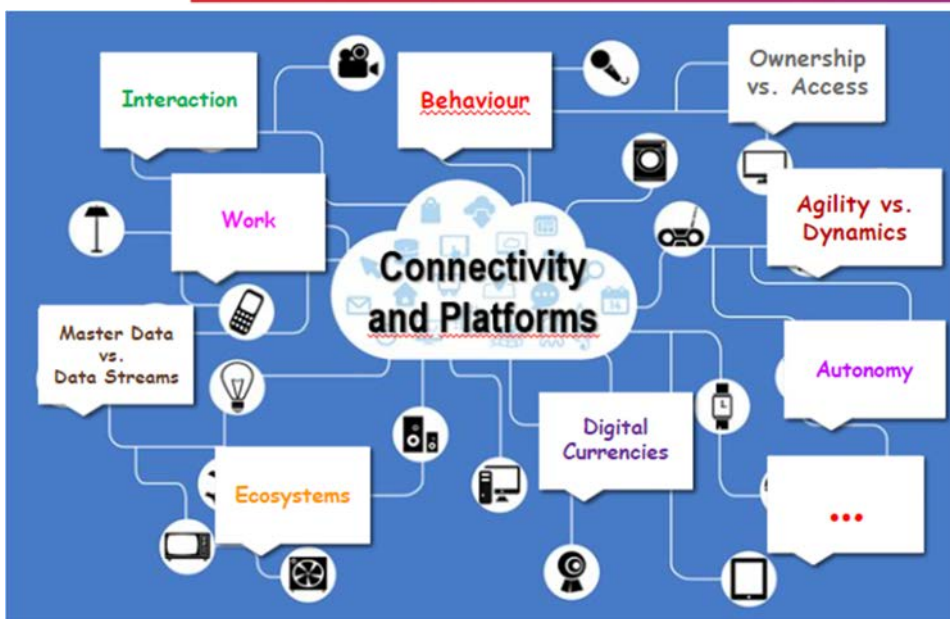 Interaction
Behaviour
Ownership
vs. Access
Work
Agility vs.
Dynamics
Connectivity
and Platforms
Master Data
vs.
Data Streams
Autonomy
Digital
Currencies
Ecosystems
...
14